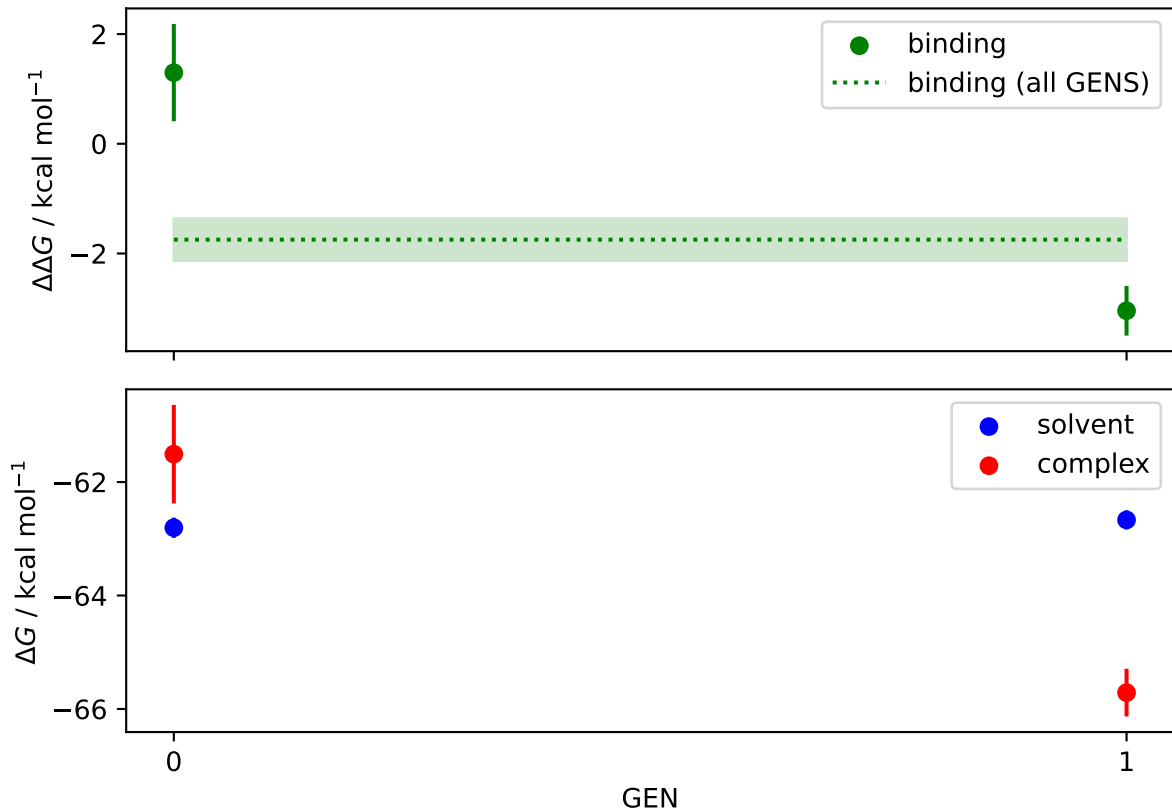 2
0
−2
ΔΔG / kcal mol⁻¹
binding
binding (all GENS)
−62
−64
−66
ΔG / kcal mol⁻¹
solvent
complex
0
1
GEN